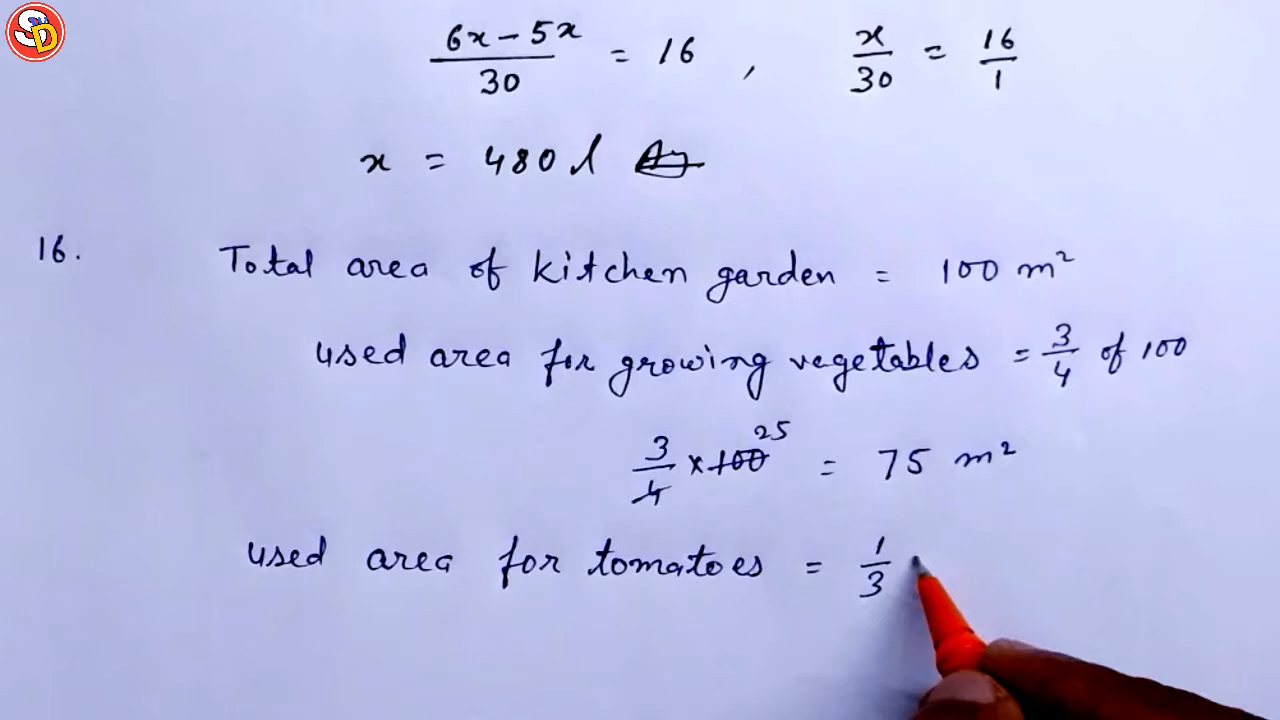 SD
6x - 5x / 30 = 16 , x/30 = 16/1
x = 480 l
16. Total area of kitchen garden = 100 m²
used area for growing vegetables = 3/4 of 100
3/4 × 100 25 = 75 m²
used area for tomatoes = 1/3